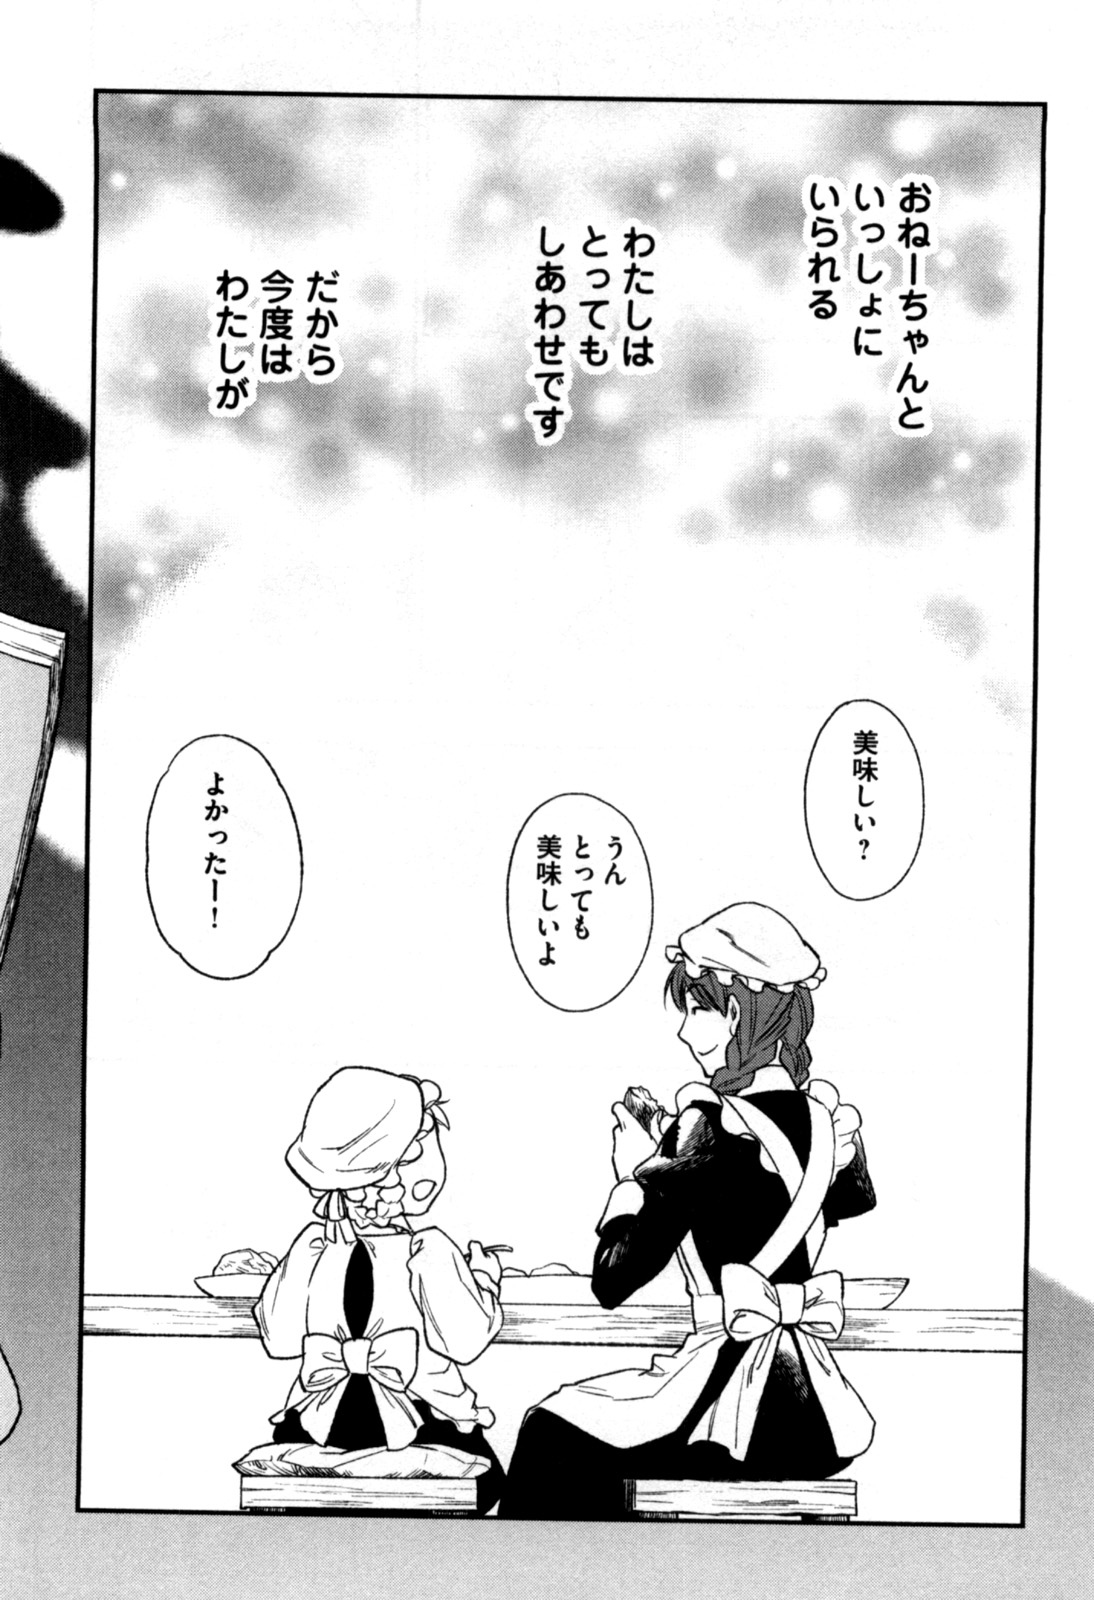 おねーちゃんと
いっしょに
いられる
わたしは
とっても
しあわせです
だから
今度は
わたしが
美味しい?
うん
とっても
美味しいよ
よかったー!